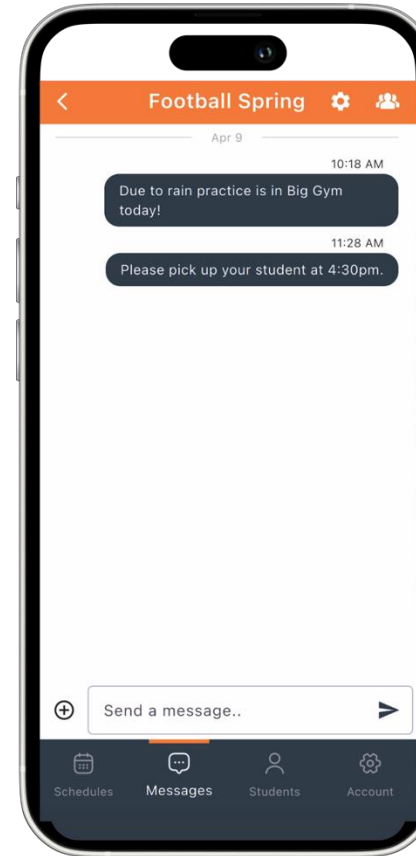 Football Spring
Apr 9
10:18 AM
Due to rain practice is in Big Gym
today!
11:28 AM
Please pick up your student at 4:30pm.
Send a message..
Schedules
Messages
Students
Account